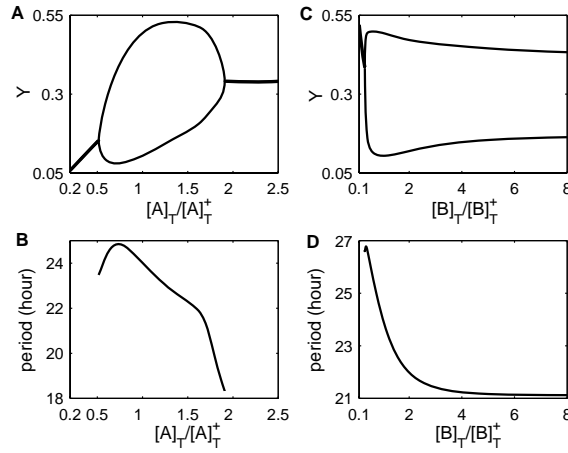 A
0.55
0.3
0.05
Y
0.2 0.5 1 1.5 2 2.5
[A]T/[A]+T
C
0.55
0.3
0.05
Y
0.1 2 4 6 8
[B]T/[B]+T
B
24
22
20
18
period (hour)
0.2 0.5 1 1.5 2 2.5
[A]T/[A]+T
D
27
25
23
21
period (hour)
0.1 2 4 6 8
[B]T/[B]+T